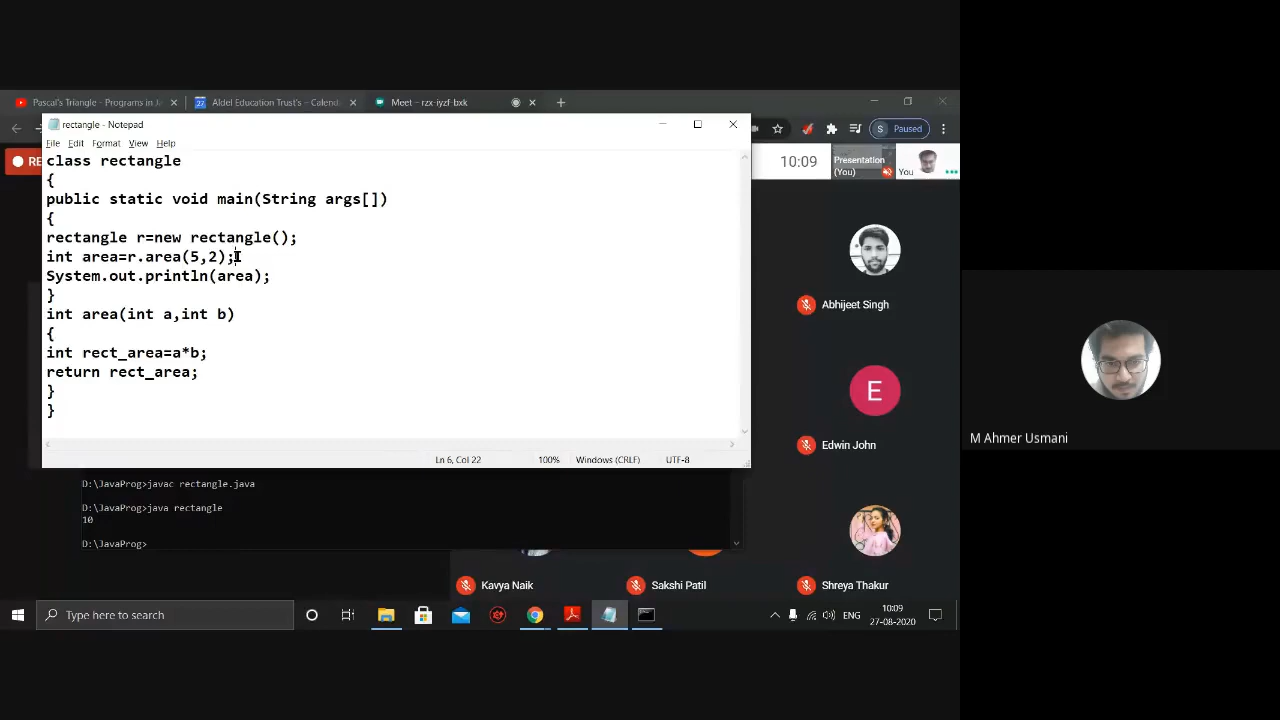 Pascal's Triangle - Programs in Ja
Aldel Education Trust's - Calend
Meet - rzx-iyzf-bxk
S Paused
rectangle - Notepad
File Edit Format View Help
RE
10:09
Presentation (You)
You
class rectangle
{
public static void main(String args[])
{
rectangle r=new rectangle();
int area=r.area(5,2);
System.out.println(area);
}
int area(int a,int b)
{
int rect_area=a*b;
return rect_area;
}
}
Ln 6, Col 22 100% Windows (CRLF) UTF-8
D:\JavaProg>javac rectangle.java
D:\JavaProg>java rectangle
10
D:\JavaProg>
Abhijeet Singh
E
Edwin John
M Ahmer Usmani
Kavya Naik
Sakshi Patil
Shreya Thakur
Type here to search
ENG
10:09
27-08-2020